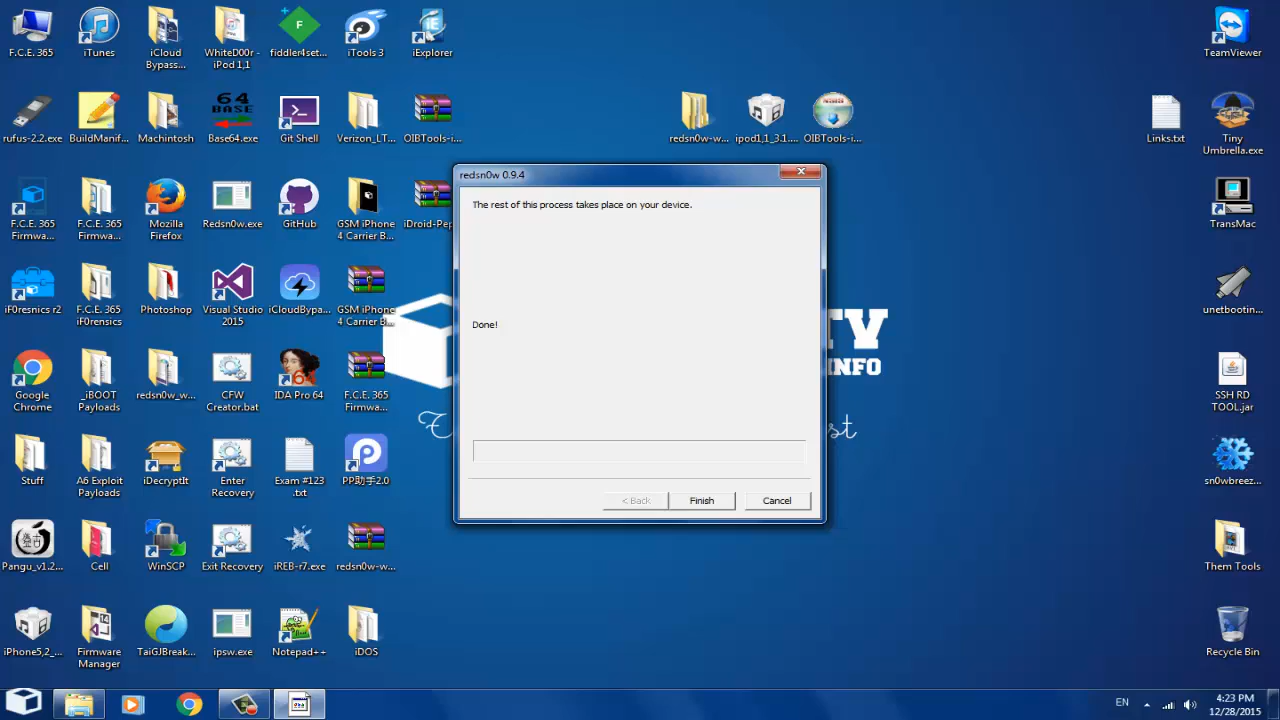 F.C.E. 365
iTunes
iCloud
Bypass...
WhiteD00r -
iPod 1,1
fiddler4set...
iTools 3
iExplorer
TeamViewer
rufus-2.2.exe
BuildManif...
Machintosh
64
BASE
Base64.exe
Git Shell
Verizon_LT...
OIBTools-i...
redsn0w-w...
ipod1,1_3.1....
OIBTools-i...
Links.txt
Tiny
Umbrella.exe
redsn0w 0.9.4
The rest of this process takes place on your device.
Done!
< Back
Finish
Cancel
F.C.E. 365
Firmwa...
F.C.E. 365
Firmwa...
Mozilla
Firefox
Redsn0w.exe
GitHub
GSM iPhone
4 Carrier B...
iDroid-Pep
TransMac
iF0resnics r2
F.C.E. 365
iF0rensics
Photoshop
Visual Studio
2015
iCloudBypa...
GSM iPhone
4 Carrier B...
unetbootin...
TY
INFO
st
Google
Chrome
_iBOOT
Payloads
redsn0w_w...
CFW
Creator.bat
64
IDA Pro 64
F.C.E. 365
Firmwa...
SSH RD
TOOL.jar
Stuff
A6 Exploit
Payloads
iDecryptIt
Enter
Recovery
Exam #123
.txt
PP助手2.0
sn0wbreez...
Pangu_v1.2...
Cell
WinSCP
Exit Recovery
iREB-r7.exe
redsn0w-w...
Them Tools
iPhone5,2_...
Firmware
Manager
TaiGJBreak...
ipsw.exe
Notepad++
iDOS
Recycle Bin
EN
4:23 PM
12/28/2015